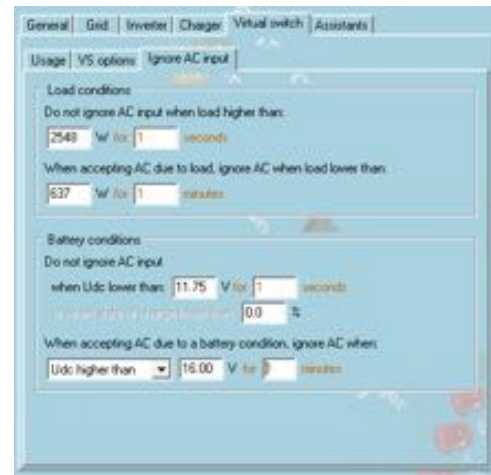 General Grid Inverter Charger Virtual switch Assistants
Usage VS options Ignore AC input
Load conditions
Do not ignore AC input when load higher than:
2548 W for 1 seconds
When accepting AC due to load, ignore AC when load lower than:
637 W for 1 minutes
Battery conditions
Do not ignore AC input
when Udc lower than: 11.75 V for 1 seconds
0.0 %
When accepting AC due to a battery condition, ignore AC when:
Udc higher than 16.00 V for minutes